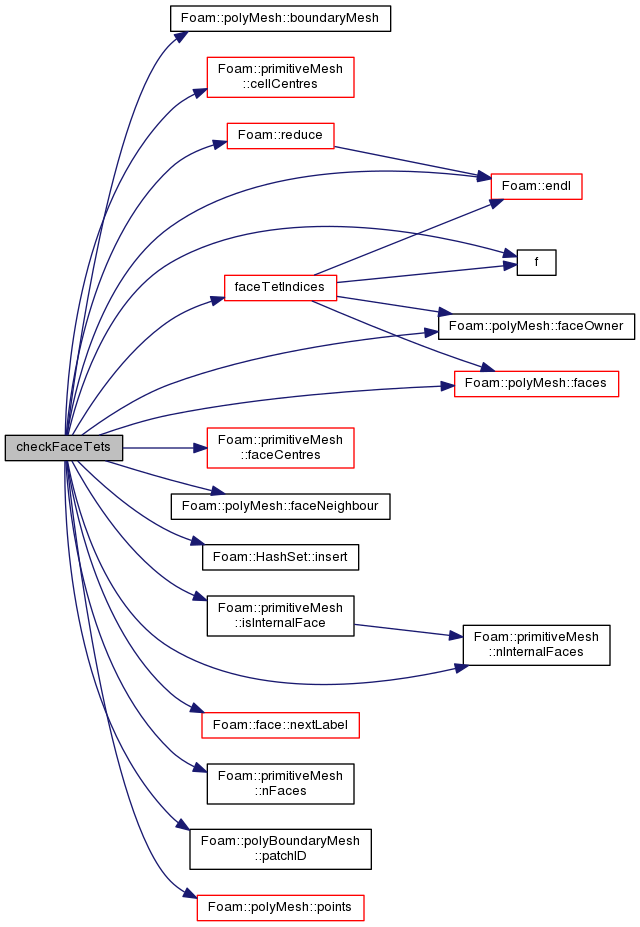 Foam::polyMesh::boundaryMesh
Foam::primitiveMesh
::cellCentres
Foam::reduce
Foam::endl
f
faceTetIndices
Foam::polyMesh::faceOwner
Foam::polyMesh::faces
checkFaceTets
Foam::primitiveMesh
::faceCentres
Foam::polyMesh::faceNeighbour
Foam::HashSet::insert
Foam::primitiveMesh
::isInternalFace
Foam::primitiveMesh
::nInternalFaces
Foam::face::nextLabel
Foam::primitiveMesh
::nFaces
Foam::polyBoundaryMesh
::patchID
Foam::polyMesh::points